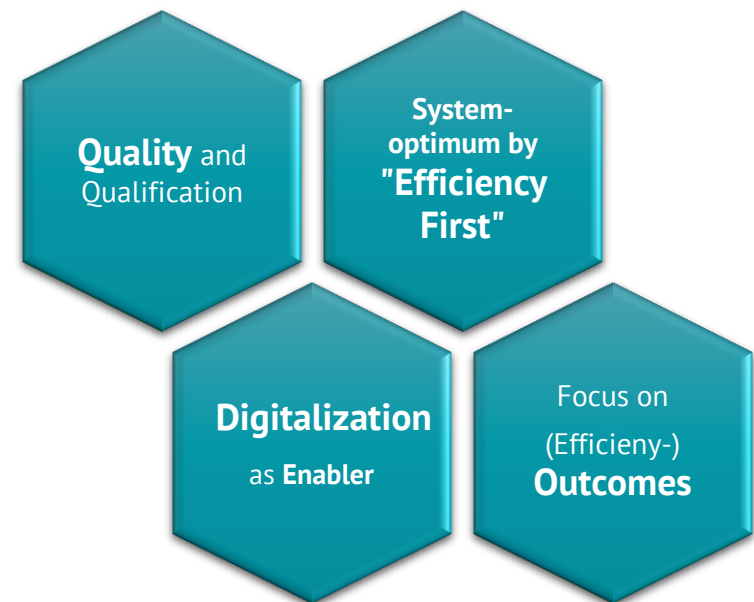 Quality and
Qualification
System-
optimum by
"Efficiency
First"
Digitalization
as Enabler
Focus on
(Efficieny-)
Outcomes